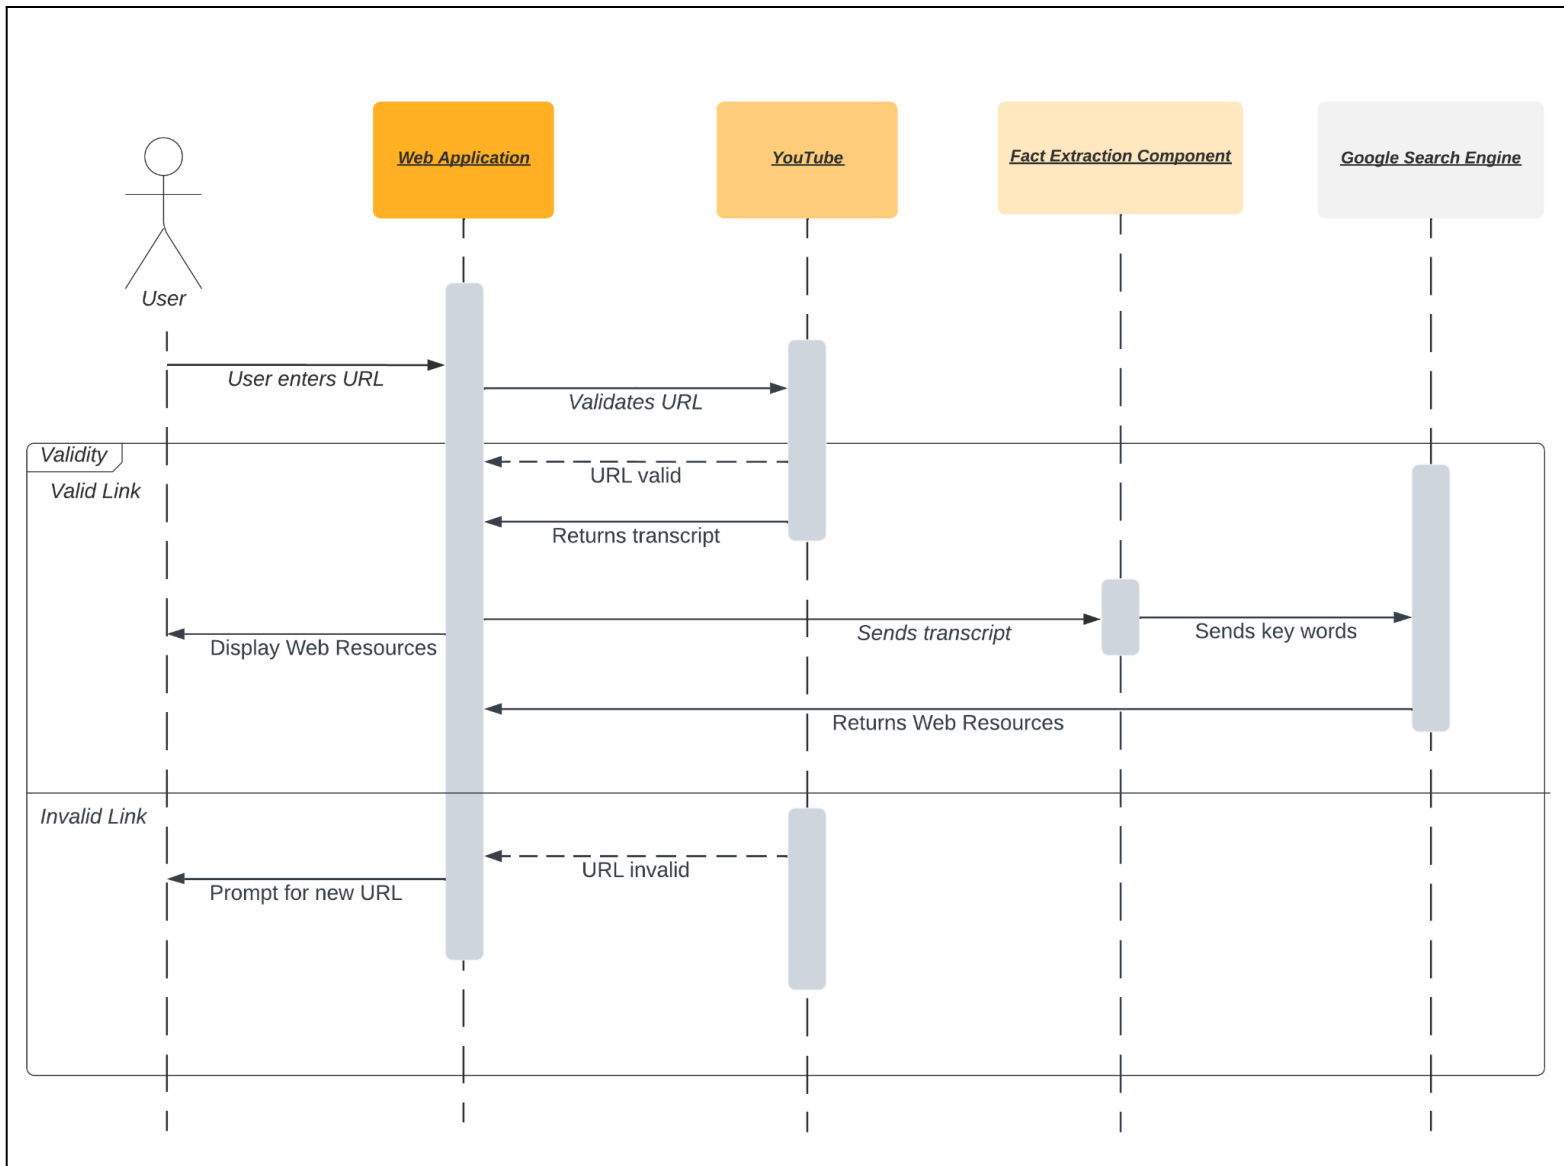 Web Application
YouTube
Fact Extraction Component
Google Search Engine
User
User enters URL
Validates URL
Validity
URL valid
Valid Link
Returns transcript
Sends transcript
Sends key words
Display Web Resources
Returns Web Resources
Invalid Link
URL invalid
Prompt for new URL